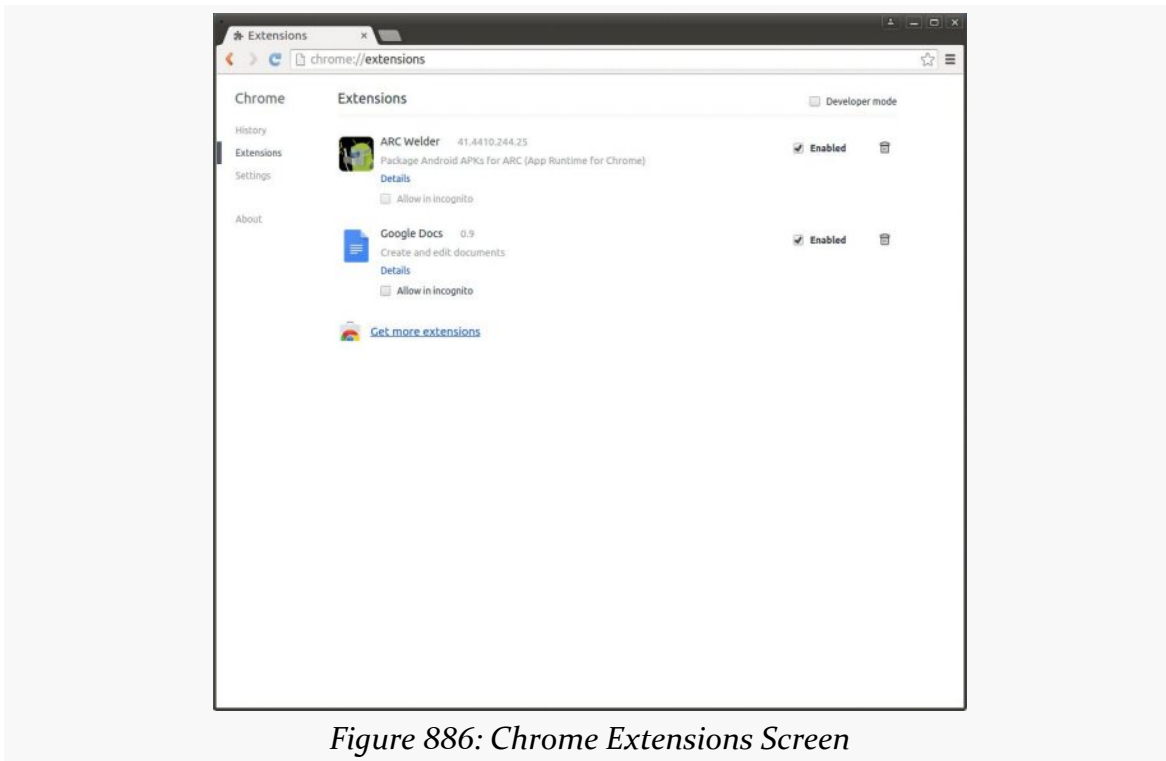 Extensions
chrome://extensions
Chrome
Extensions
Developer mode
History
Extensions
Settings
About
ARC Welder 41.4410.244.25
Enabled
Package Android APKs for ARC (App Runtime for Chrome)
Details
Allow in incognito
Google Docs 0.9
Enabled
Create and edit documents
Details
Allow in incognito
Get more extensions
Figure 886: Chrome Extensions Screen